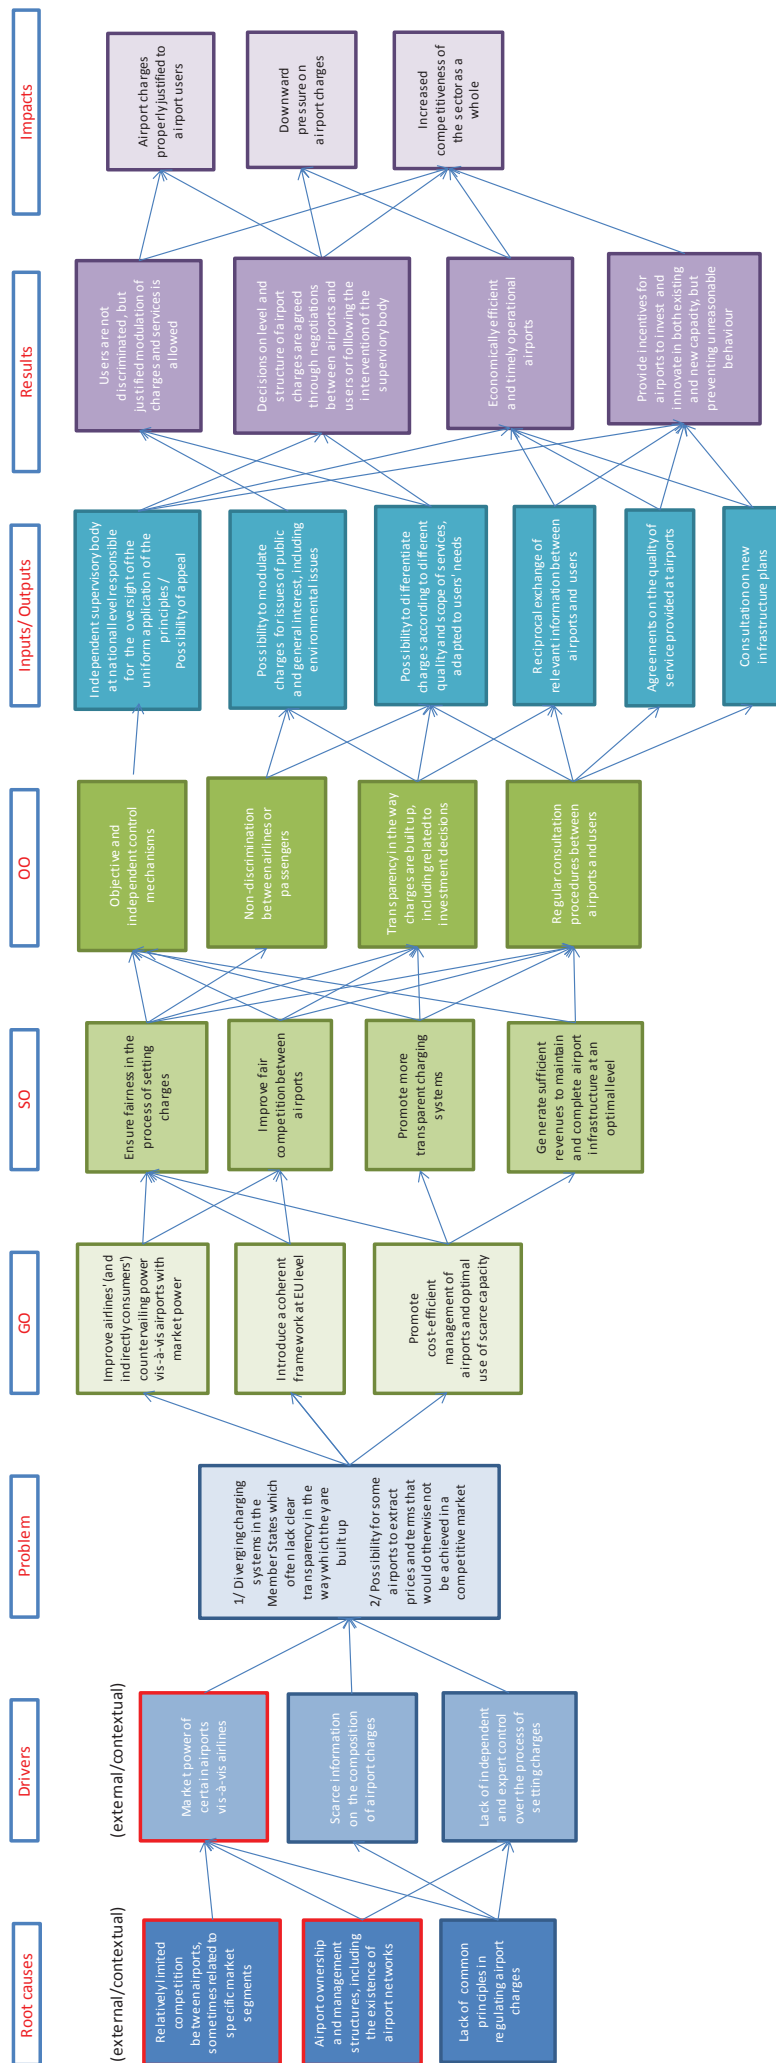 Root causes
(external/contextual)
Relatively limited
competition
between airports,
sometimes related to
specific market
segments
Airport ownership
and management
structures, including
the existence of
airport networks
Lack of common
principles in
regulating airport
charges
Drivers
(external/contextual)
Market power of
certain airports
vis-à-vis airlines
Scarce information
on the composition
of airport charges
Lack of independent
and expert control
over the process of
setting charges
Problem
1/ Diverging charging
systems in the
Member States which
often lack clear
transparency in the
way which they are
built up
2/ Possibility for some
airports to extract
prices and terms that
would otherwise not
be achieved in a
competitive market
GO
Improve airlines' (and
indirectly consumers')
countervailing power
vis-à-vis airports with
market power
Introduce a coherent
framework at EU level
Promote
cost-efficient
management of
airports and optimal
use of scarce capacity
SO
Ensure fairness in the
process of setting
charges
Improve fair
competition between
airports
Promote more
transparent charging
systems
Generate sufficient
revenues to maintain
and complete airport
infrastructure at an
optimal level
OO
Objective and
independent control
mechanisms
Non-discrimination
between airlines or
passengers
Transparency in the way
charges are built up,
including related to
investment decisions
Regular consultation
procedures between
airports and users
Inputs/ Outputs
Independent supervisory body
at national level responsible
for the oversight of the
uniform application of the
principles /
Possibility of appeal
Possibility to modulate
charges for issues of public
and general interest, including
environmental issues
Possibility to differentiate
charges according to different
quality and scope of services,
adapted to users' needs
Reciprocal exchange of
relevant information between
airports and users
Agreements on the quality of
service provided at airports
Consultation on new
infrastructure plans
Results
Users are not
discriminated, but
justified modulation of
charges and services is
allowed
Decisions on level and
structure of airport
charges are agreed
through negotiations
between airports and
users or folllowing the
intervention of the
supervisory body
Economically efficient
and timely operational
airports
Provide incentives for
airports to invest and
innovate in both existing
and new capacity, but
preventing unreasonable
behaviour
Impacts
Airport charges
properly justified to
airport users
Downward
pressure on
airport charges
Increased
competitiveness of
the sector as a
whole